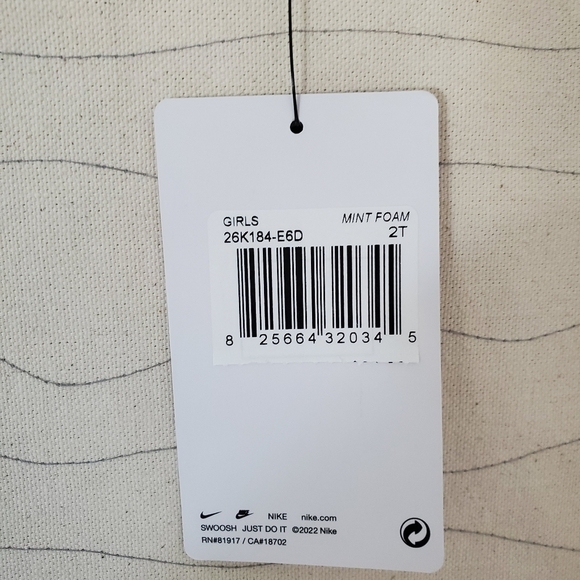 GIRLS MINT FOAM
26K184-E6D 2T
8 25664 32034 5
NIKE nike.com
SWOOSH JUST DO IT ©2022 Nike
RN#81917 / CA#18702